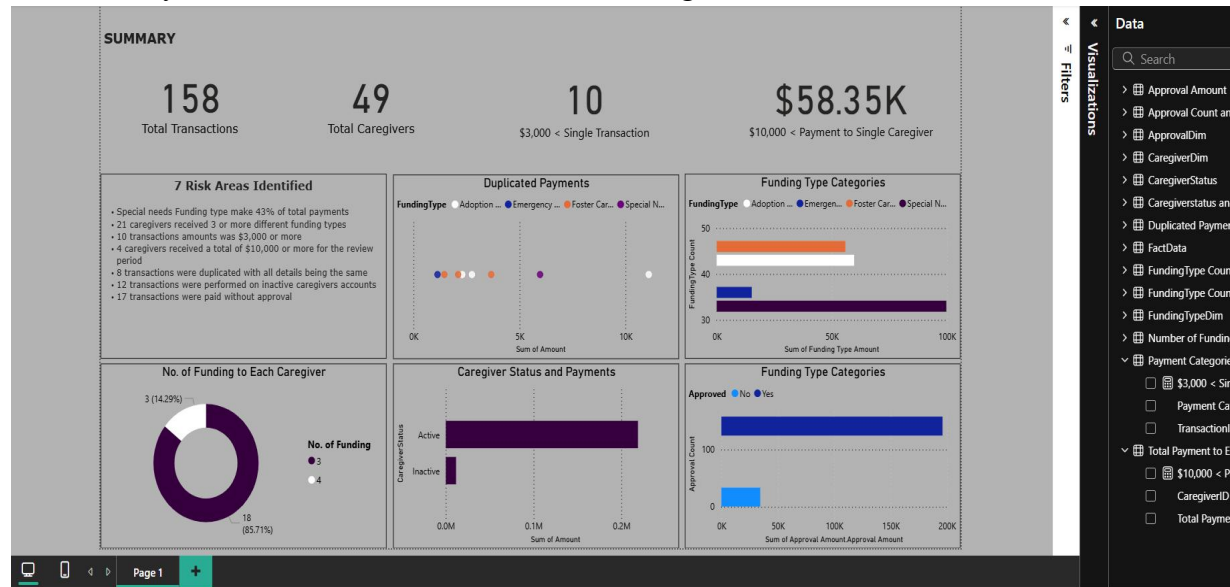 SUMMARY
158
Total Transactions
49
Total Caregivers
10
$3,000 < Single Transaction
$58.35K
$10,000 < Payment to Single Caregiver
7 Risk Areas Identified
• Special needs Funding type make 43% of total payments
• 21 caregivers received 3 or more different funding types
• 10 transactions amounts was $3,000 or more
• 4 caregivers received a total of $10,000 or more for the review
period
• 8 transactions were duplicated with all details being the same
• 12 transactions were performed on inactive caregivers accounts
• 17 transactions were paid without approval
Duplicated Payments
FundingType Adoption ... Emergency ... Foster Car... Special N...
0K 5K 10K
Sum of Amount
Funding Type Categories
FundingType Adoption ... Emergen... Foster Car... Special N...
FundingType Count
50
40
30
0K 50K 100K
Sum of Funding Type Amount
No. of Funding to Each Caregiver
3 (14.29%)
18
(85.71%)
No. of Funding
3
4
Caregiver Status and Payments
CaregiverStatus
Active
Inactive
0.0M 0.1M 0.2M
Sum of Amount
Funding Type Categories
Approved No Yes
Approval Count
100
0
0K 50K 100K 150K 200K
Sum of Approval Amount.Approval Amount
Page 1
+
Filters
Visualizations
Data
Search
Approval Amount
Approval Count an
ApprovalDim
CaregiverDim
CaregiverStatus
Caregiverstatus an
Duplicated Paymen
FactData
FundingType Coun
FundingType Coun
FundingTypeDim
Number of Funding
Payment Categorie
$3,000 < Sin
Payment Ca
TransactionI
Total Payment to E
$10,000 < P
CaregiverID
Total Payme